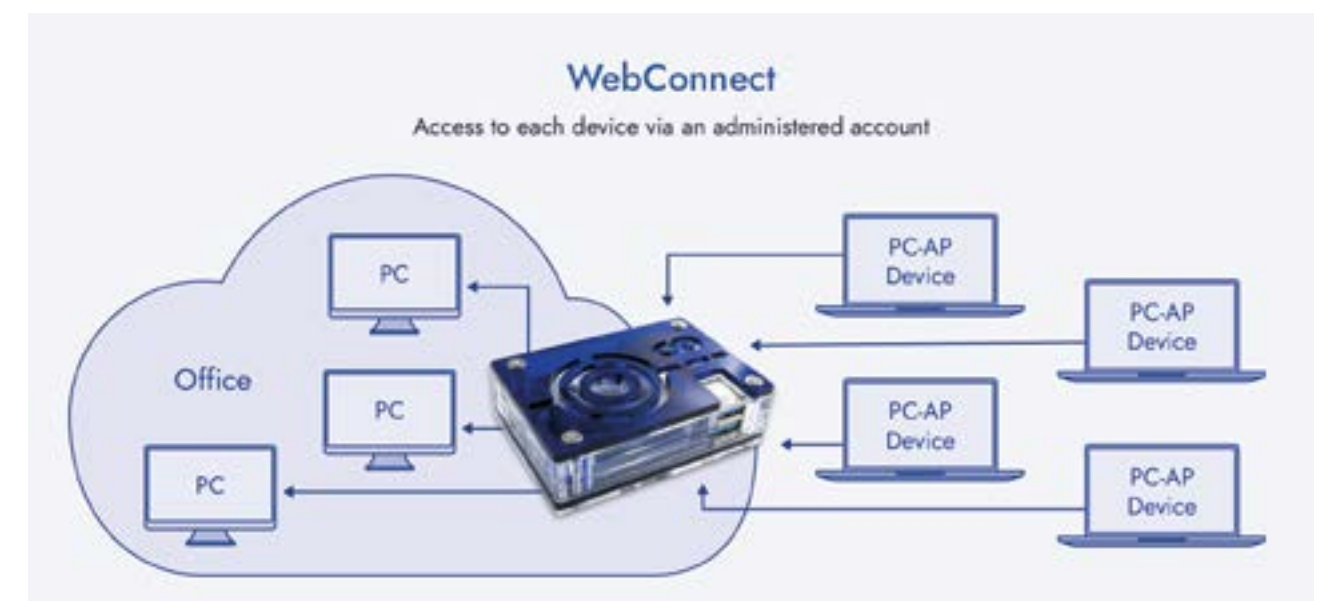 WebConnect
Access to each device via an administered account
PC
PC-AP
Device
PC-AP
Device
Office
PC
PC-AP
Device
PC
PC-AP
Device